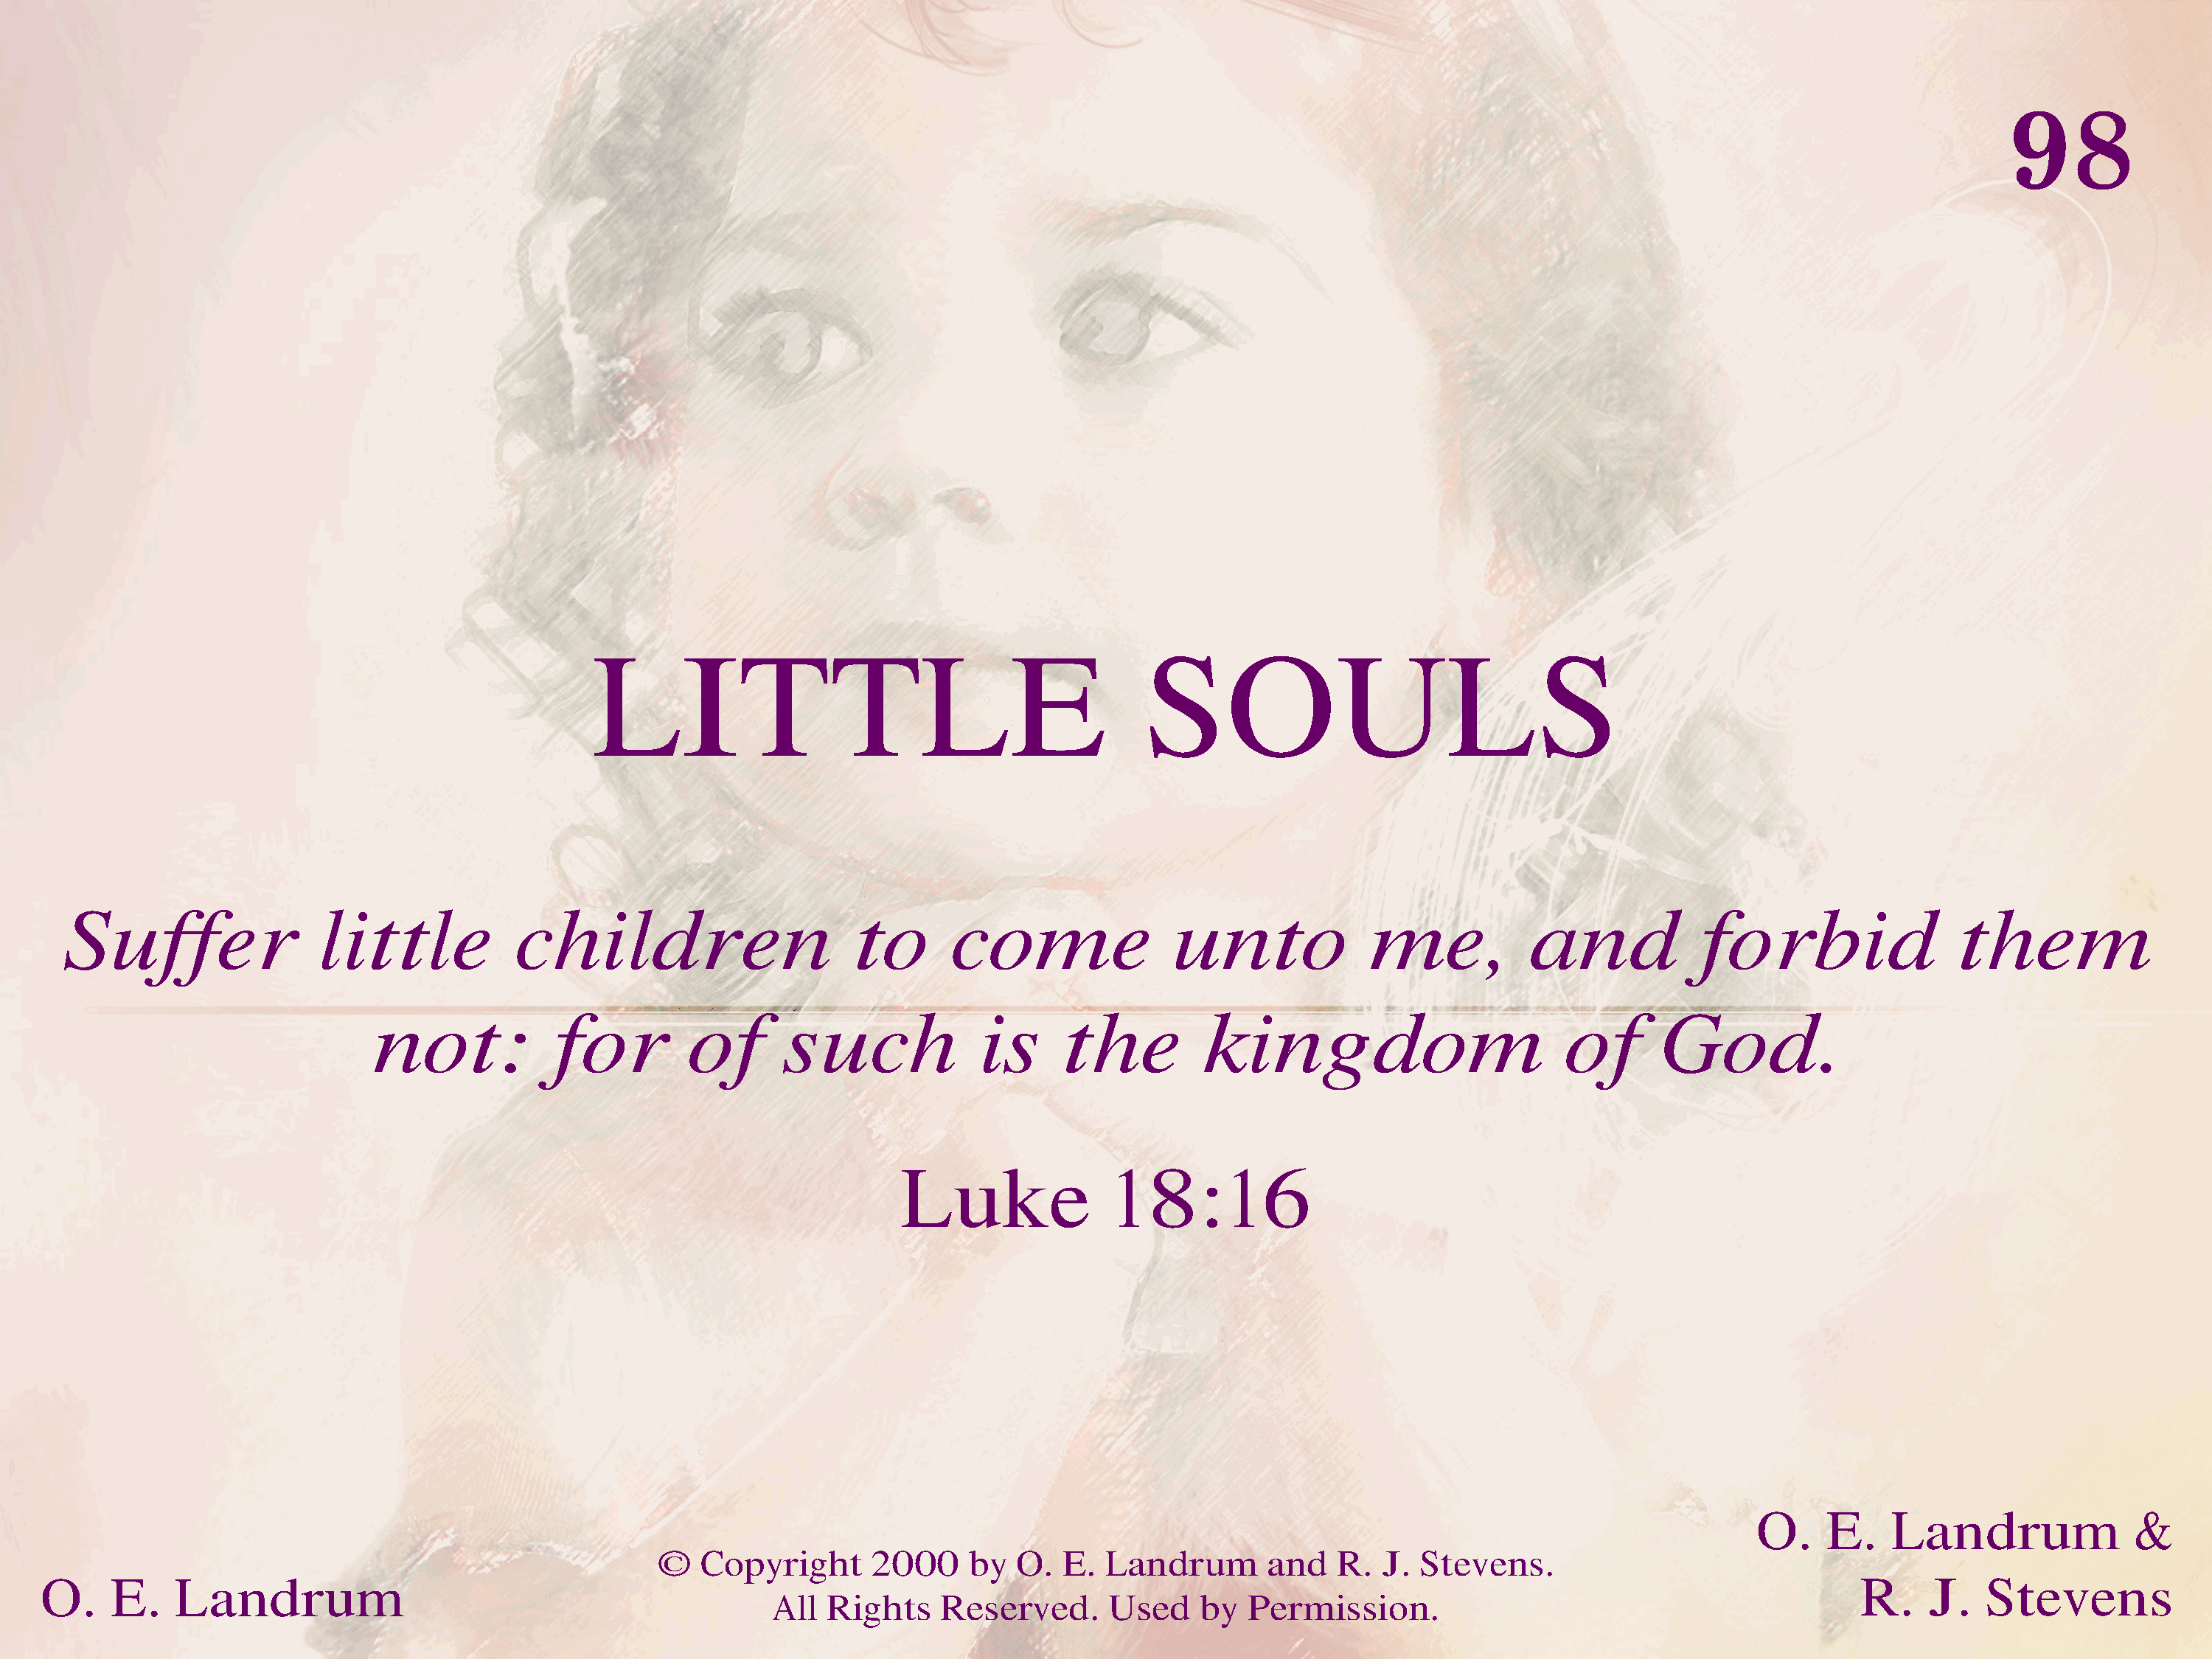 98
LITTLE SOULS
Suffer little children to come unto me, and forbid them
not: for of such is the kingdom of God.
Luke 18:16
O. E. Landrum
© Copyright 2000 by O. E. Landrum and R. J. Stevens.
All Rights Reserved. Used by Permission.
O. E. Landrum &
R. J. Stevens